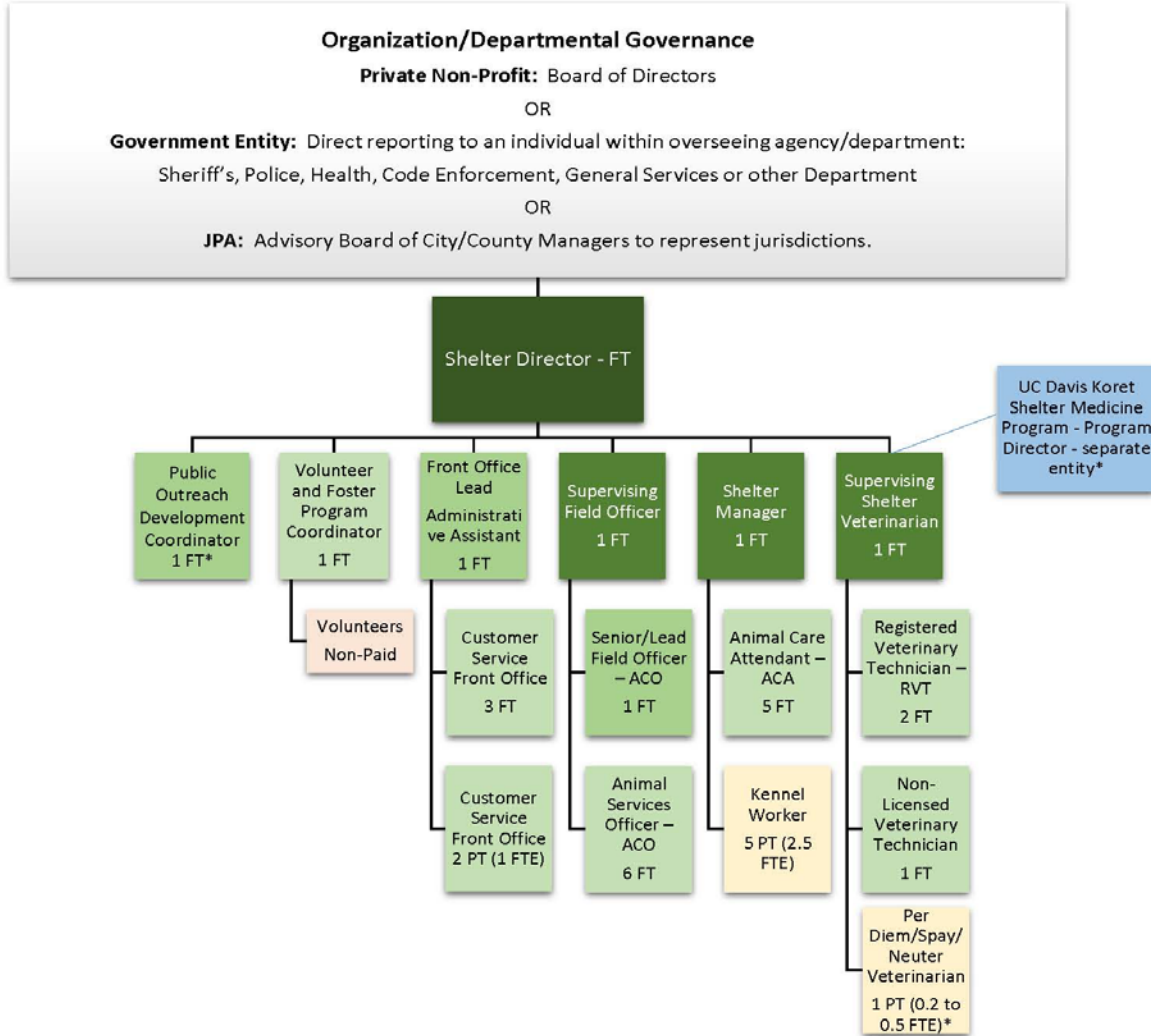 Organization/Departmental Governance
Private Non-Profit: Board of Directors
OR
Government Entity: Direct reporting to an individual within overseeing agency/department:
Sheriff's, Police, Health, Code Enforcement, General Services or other Department
OR
JPA: Advisory Board of City/County Managers to represent jurisdictions.
Shelter Director - FT
UC Davis Koret
Shelter Medicine
Program - Program
Director - separate
entity*
Public
Outreach
Development
Coordinator
1 FT*
Volunteer
and Foster
Program
Coordinator
1 FT
Front Office
Lead
Administrati
ve Assistant
1 FT
Supervising
Field Officer
1 FT
Shelter
Manager
1 FT
Supervising
Shelter
Veterinarian
1 FT
Volunteers
Non-Paid
Customer
Service
Front Office
3 FT
Senior/Lead
Field Officer
– ACO
1 FT
Animal Care
Attendant –
ACA
5 FT
Registered
Veterinary
Technician –
RVT
2 FT
Customer
Service
Front Office
2 PT (1 FTE)
Animal
Services
Officer –
ACO
6 FT
Kennel
Worker
5 PT (2.5
FTE)
Non-
Licensed
Veterinary
Technician
1 FT
Per
Diem/Spay/
Neuter
Veterinarian
1 PT (0.2 to
0.5 FTE)*